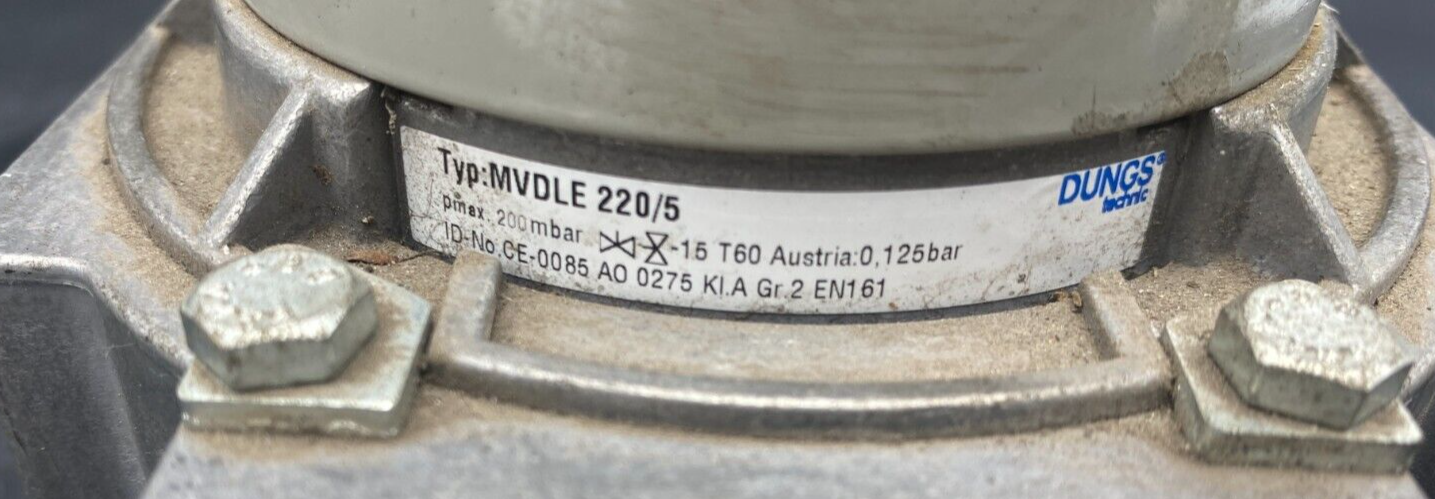 Typ:MVDLE 220/5
DUNGS®
technic
pmax. 200mbar -15 T60 Austria:0,125bar
ID-No.CE-0085 AO 0275 Kl.A Gr.2 EN161